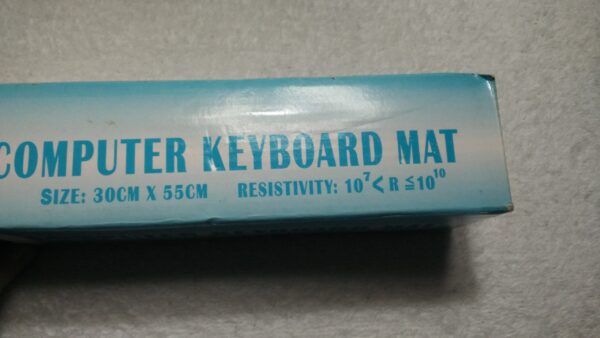 COMPUTER KEYBOARD MAT
SIZE: 30CM X 55CM RESISTIVITY: 10⁷< R ≦10¹⁰